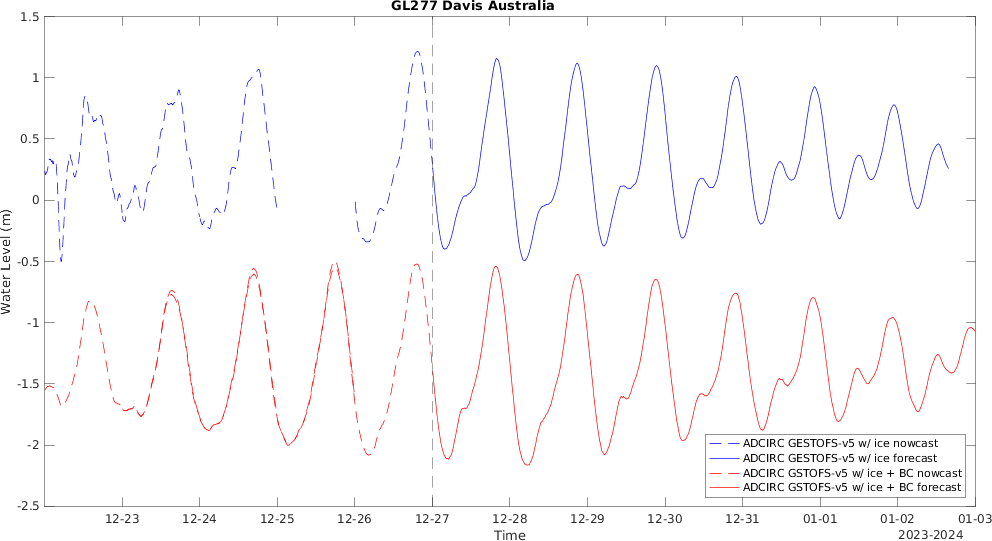 GL277 Davis Australia
1.5
1
0.5
0
-0.5
-1
-1.5
-2
-2.5
Water Level (m)
ADCIRC GESTOFS-v5 w/ ice nowcast
ADCIRC GESTOFS-v5 w/ ice forecast
ADCIRC GSTOFS-v5 w/ ice + BC nowcast
ADCIRC GSTOFS-v5 w/ ice + BC forecast
12-23 12-24 12-25 12-26 12-27 12-28 12-29 12-30 12-31 01-01 01-02 01-03
Time
2023-2024